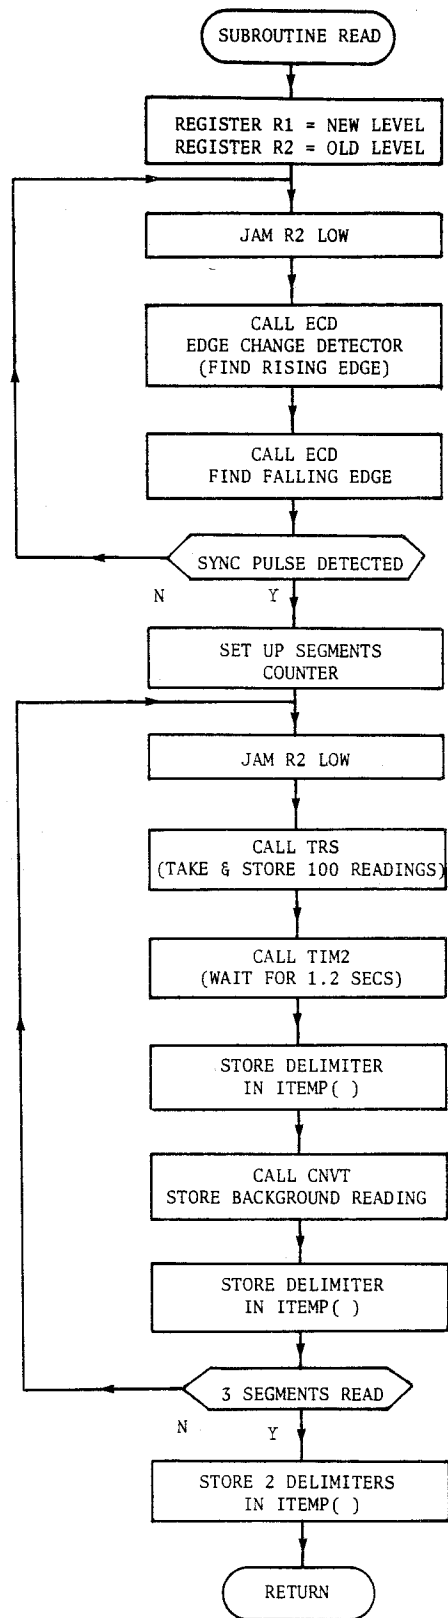 SUBROUTINE READ
REGISTER R1 = NEW LEVEL
REGISTER R2 = OLD LEVEL
JAM R2 LOW
CALL ECD
EDGE CHANGE DETECTOR
(FIND RISING EDGE)
CALL ECD
FIND FALLING EDGE
SYNC PULSE DETECTED
N Y
SET UP SEGMENTS
COUNTER
JAM R2 LOW
CALL TRS
(TAKE & STORE 100 READINGS)
CALL TIM2
(WAIT FOR 1.2 SECS)
STORE DELIMITER
IN ITEMP( )
CALL CNVT
STORE BACKGROUND READING
STORE DELIMITER
IN ITEMP( )
3 SEGMENTS READ
N Y
STORE 2 DELIMITERS
IN ITEMP( )
RETURN